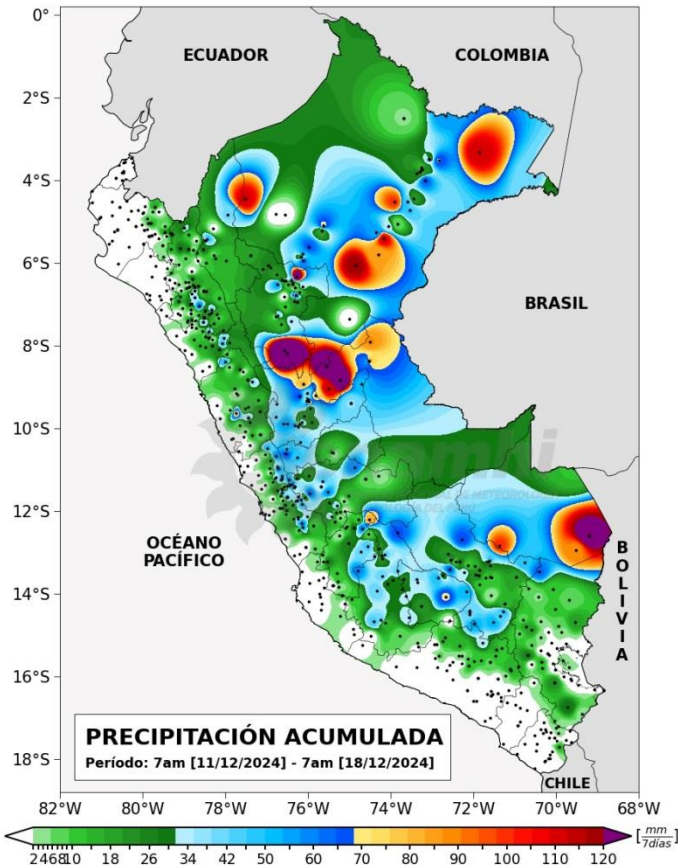 0°
2°S
4°S
6°S
8°S
10°S
12°S
14°S
16°S
18°S
ECUADOR
COLOMBIA
BRASIL
OCÉANO
PACÍFICO
B
O
L
I
V
I
A
CHILE
PRECIPITACIÓN ACUMULADA
Período: 7am [11/12/2024] - 7am [18/12/2024]
82°W 80°W 78°W 76°W 74°W 72°W 70°W 68°W
2 4 6 8 10 18 26 34 42 50 60 70 80 90 100 110 120
[mm/7días]